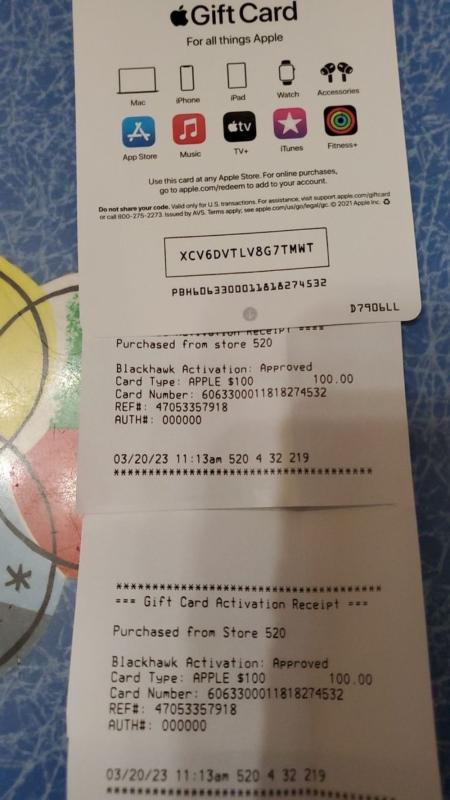 Gift Card
For all things Apple
Mac iPhone iPad Watch Accessories
App Store Music TV+ iTunes Fitness+
tv
Use this card at any Apple Store. For online purchases,
go to apple.com/redeem to add to your account.
Do not share your code. Valid only for U.S. transactions. For assistance, visit support.apple.com/giftcard
or call 800-275-2273. Issued by AVS. Terms apply; see apple.com/us/go/legal/gc. © 2021 Apple Inc.
XCV6DVTLV8G7TMWT
PBH6063300011818274532
D7906LL
Activation Receipt ====
Purchased from store 520
Blackhawk Activation: Approved
Card Type: APPLE $100 100.00
Card Number: 6063300011818274532
REF#: 47053357918
AUTH#: 000000
03/20/23 11:13am 520 4 32 219
*************************************
*************************************
=== Gift Card Activation Receipt ===
Purchased from Store 520
Blackhawk Activation: Approved
Card Type: APPLE $100 100.00
Card Number: 6063300011818274532
REF#: 47053357918
AUTH#: 000000
03/20/23 11:13am 520 4 32 219
*************************************